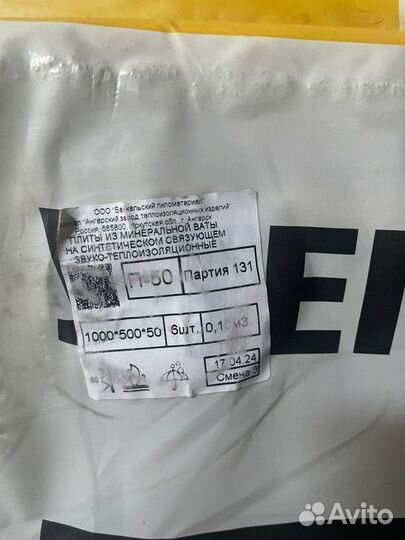 ООО "Байкальский пиломатериал"
"Ангарский завод теплоизоляционных изделий"
Россия, 665800, Иркутская обл., г. Ангарск
ПЛИТЫ ИЗ МИНЕРАЛЬНОЙ ВАТЫ
НА СИНТЕТИЧЕСКОМ СВЯЗУЮЩЕМ
ЗВУКО-ТЕПЛОИЗОЛЯЦИОННЫЕ
П-50 Партия 131
1000*500*50 6шт. м3
17.04.24
Смена 3
Avito